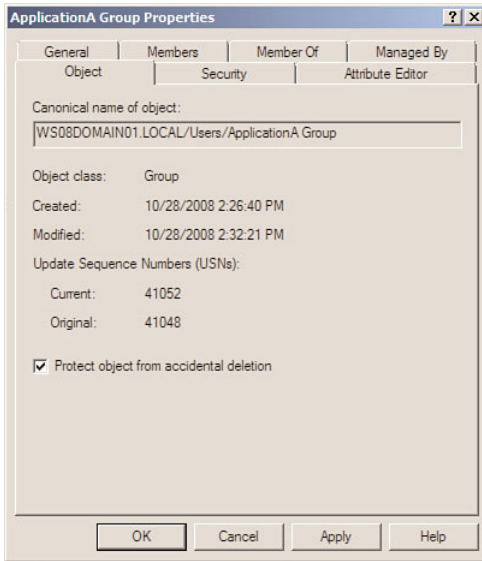 ApplicationA Group Properties
General Members Member Of Managed By
Object Security Attribute Editor
Canonical name of object:
WS08DOMAIN01.LOCAL/Users/ApplicationA Group
Object class: Group
Created: 10/28/2008 2:26:40 PM
Modified: 10/28/2008 2:32:21 PM
Update Sequence Numbers (USNs):
Current: 41052
Original: 41048
Protect object from accidental deletion
OK Cancel Apply Help